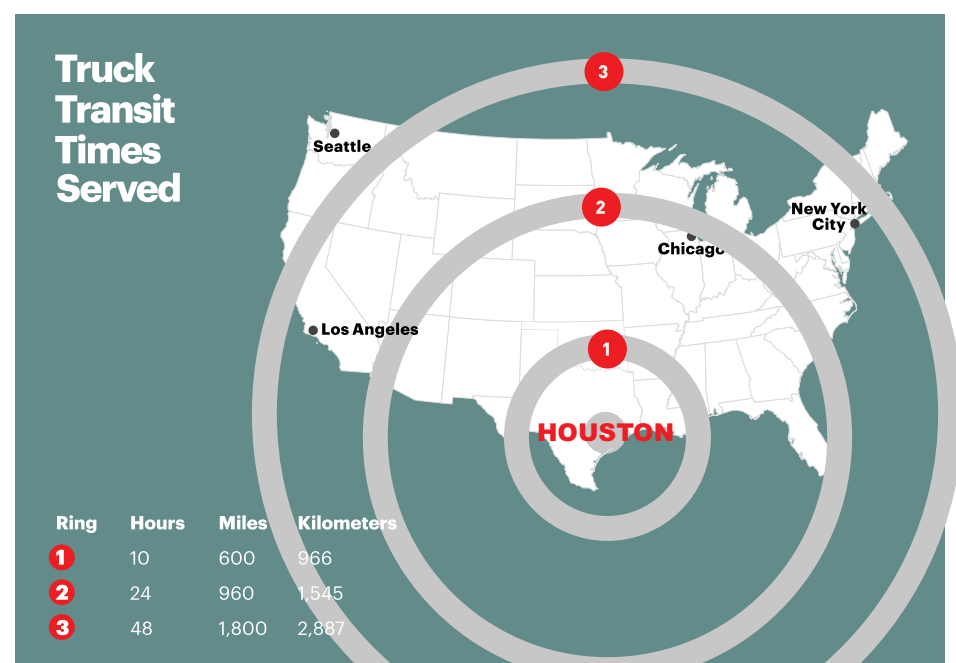 Truck
Transit
Times
Served
3
Seattle
2
New York
City
Chicago
Los Angeles
1
HOUSTON
Ring Hours Miles Kilometers
1 10 600 966
2 24 960 1,545
3 48 1,800 2,887